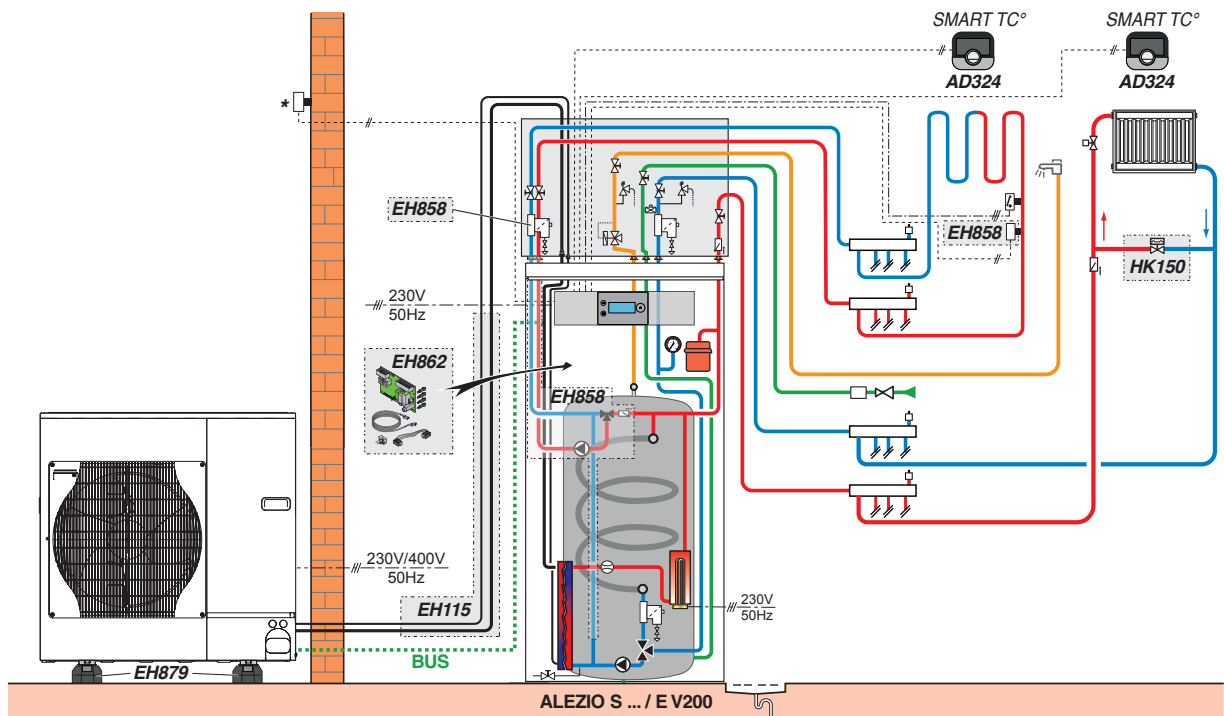 SMART TC°
AD324
SMART TC°
AD324
*
EH858
EH858
HK150
230V
50Hz
EH862
EH858
230V/400V
50Hz
EH115
230V
50Hz
BUS
EH879
ALEZIO S ... / E V200